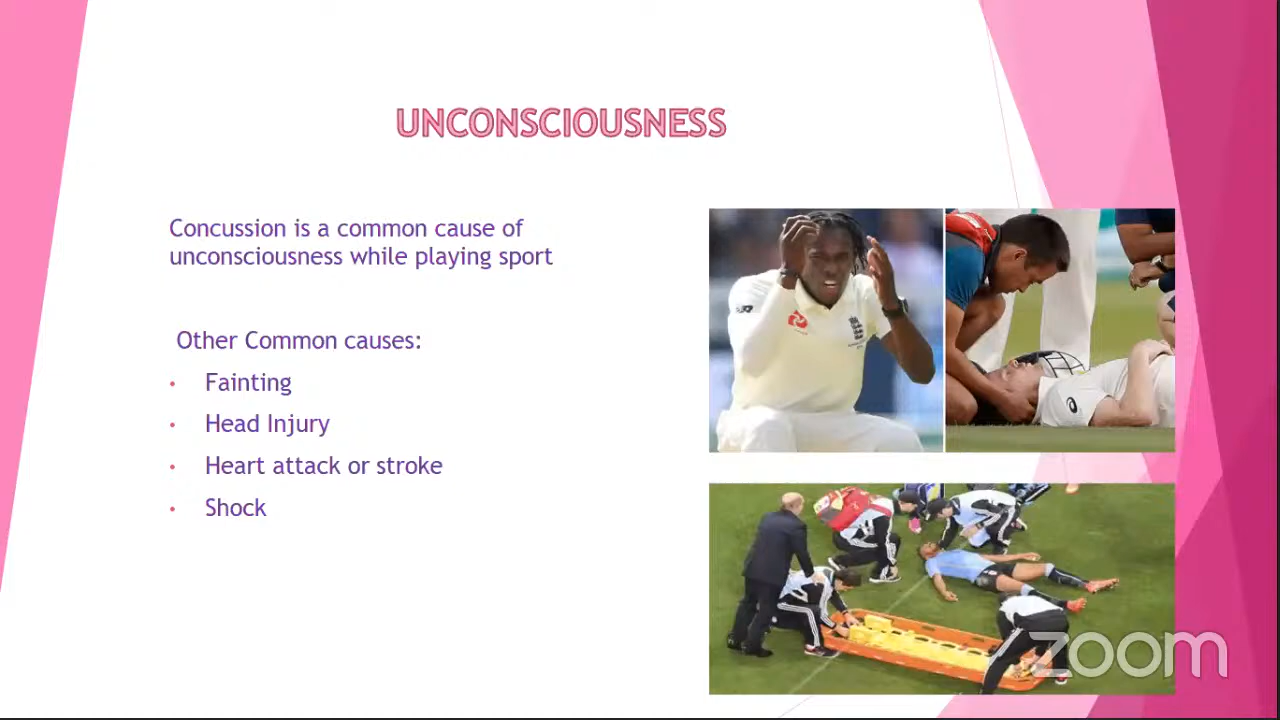 UNCONSCIOUSNESS
Concussion is a common cause of
unconsciousness while playing sport
Other Common causes:
• Fainting
• Head Injury
• Heart attack or stroke
• Shock
zoom